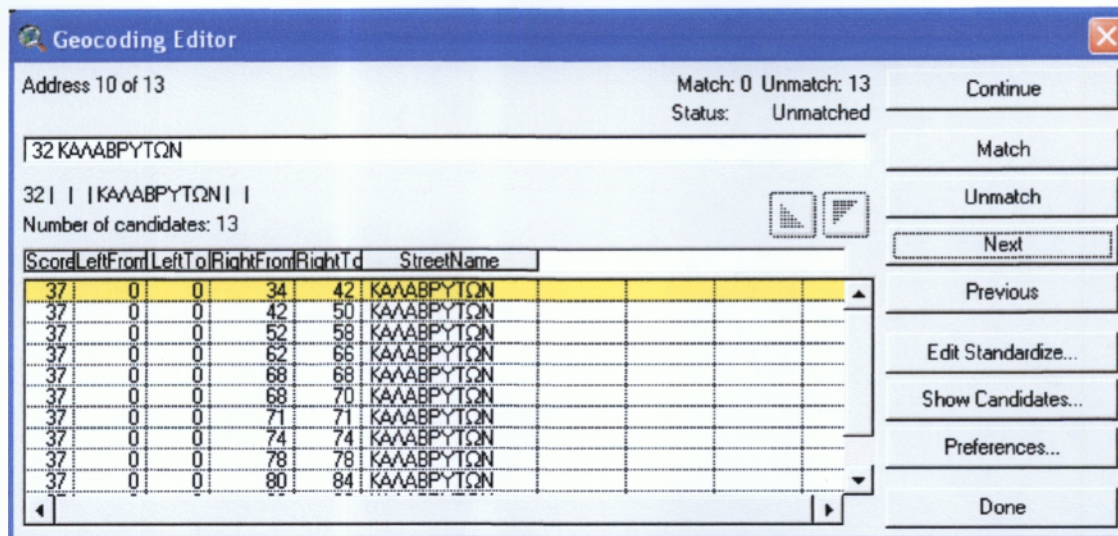 Geocoding Editor
Address 10 of 13
Match: 0 Unmatch: 13
Status: Unmatched
32 ΚΑΛΑΒΡΥΤΩΝ
32 | | |ΚΑΛΑΒΡΥΤΩΝ| |
Number of candidates: 13
Score LeftFrom LeftTo RightFrom RightTo StreetName
37 0 0 34 42 ΚΑΛΑΒΡΥΤΩΝ
37 0 0 42 50 ΚΑΛΑΒΡΥΤΩΝ
37 0 0 52 58 ΚΑΛΑΒΡΥΤΩΝ
37 0 0 62 66 ΚΑΛΑΒΡΥΤΩΝ
37 0 0 68 68 ΚΑΛΑΒΡΥΤΩΝ
37 0 0 68 70 ΚΑΛΑΒΡΥΤΩΝ
37 0 0 71 71 ΚΑΛΑΒΡΥΤΩΝ
37 0 0 74 74 ΚΑΛΑΒΡΥΤΩΝ
37 0 0 78 78 ΚΑΛΑΒΡΥΤΩΝ
37 0 0 80 84 ΚΑΛΑΒΡΥΤΩΝ
Continue
Match
Unmatch
Next
Previous
Edit Standardize...
Show Candidates...
Preferences...
Done